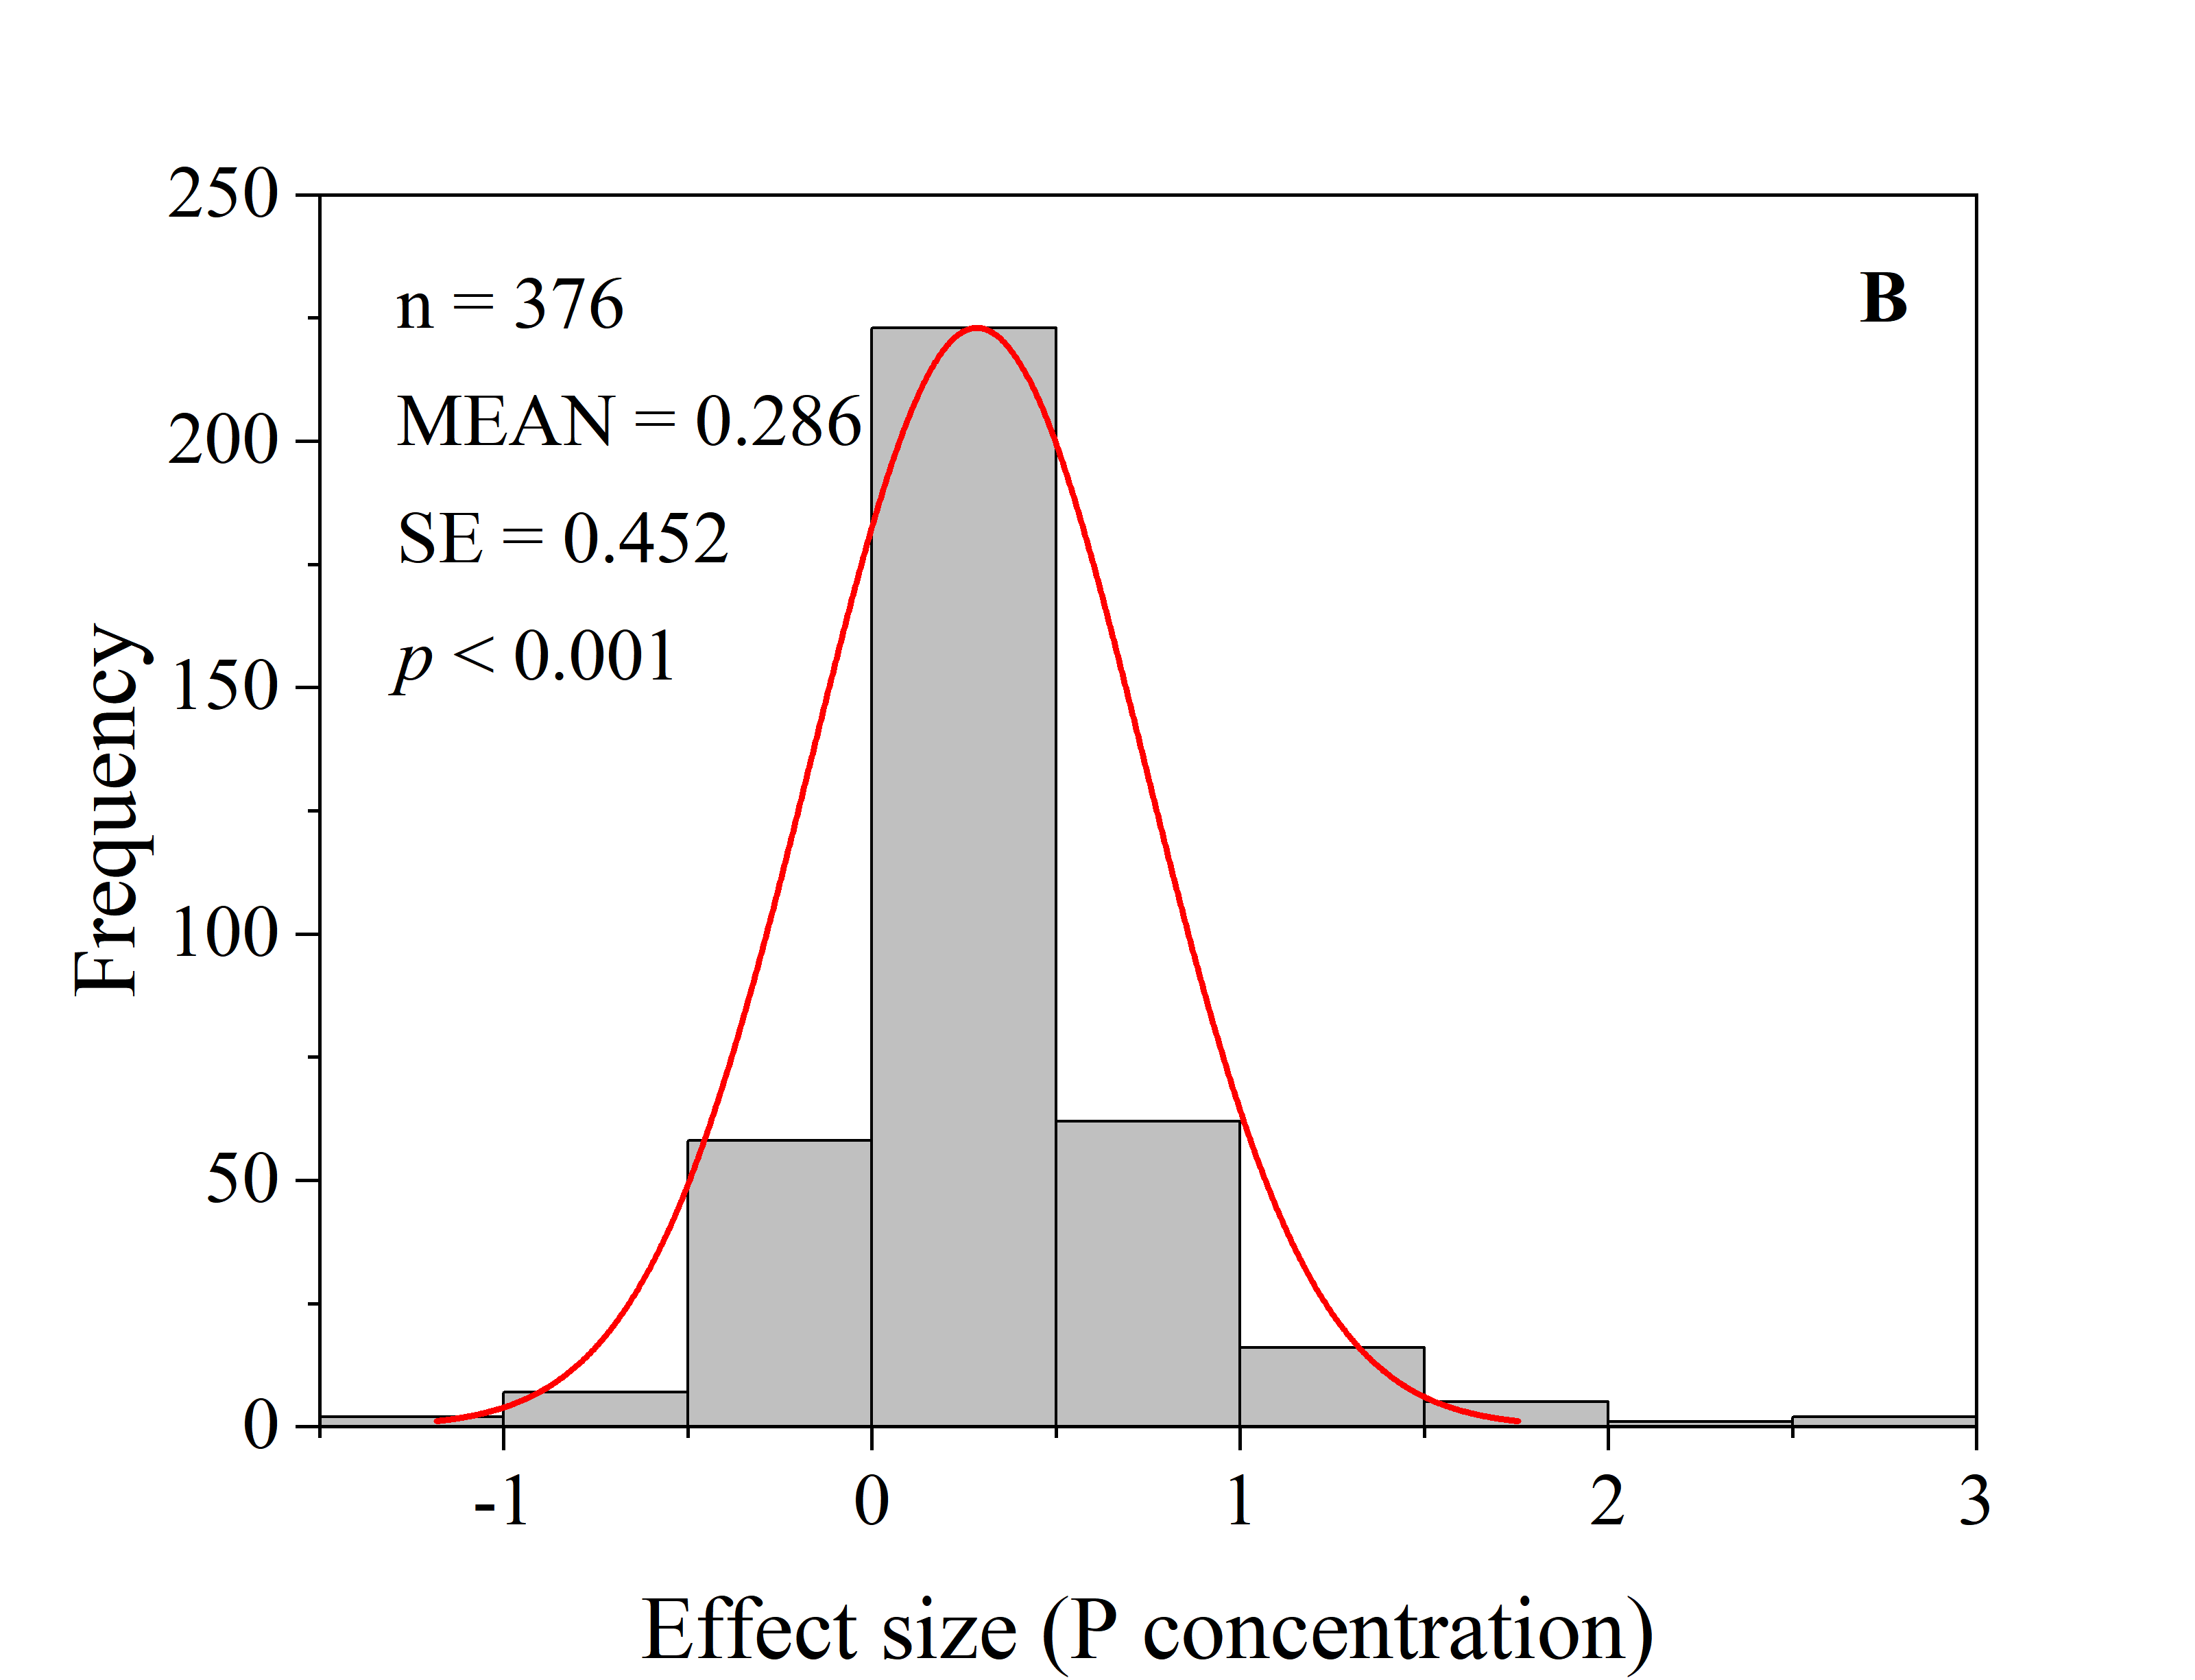 250
200
150
100
50
0
n = 376
MEAN = 0.286
SE = 0.452
p < 0.001
B
Frequency
-1 0 1 2 3
Effect size (P concentration)